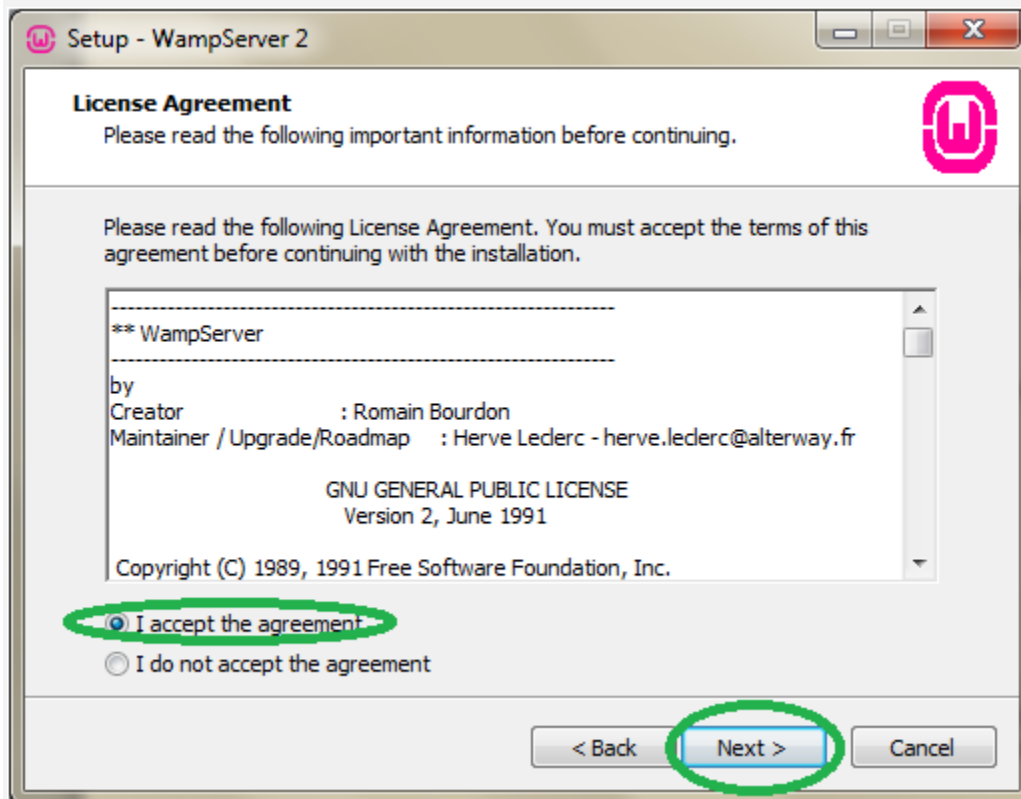 Setup - WampServer 2
License Agreement
Please read the following important information before continuing.
Please read the following License Agreement. You must accept the terms of this
agreement before continuing with the installation.
----------------------------------------------------------------
** WampServer
----------------------------------------------------------------
by
Creator : Romain Bourdon
Maintainer / Upgrade/Roadmap : Herve Leclerc - herve.leclerc@alterway.fr
GNU GENERAL PUBLIC LICENSE
Version 2, June 1991
Copyright (C) 1989, 1991 Free Software Foundation, Inc.
I accept the agreement
I do not accept the agreement
< Back Next > Cancel